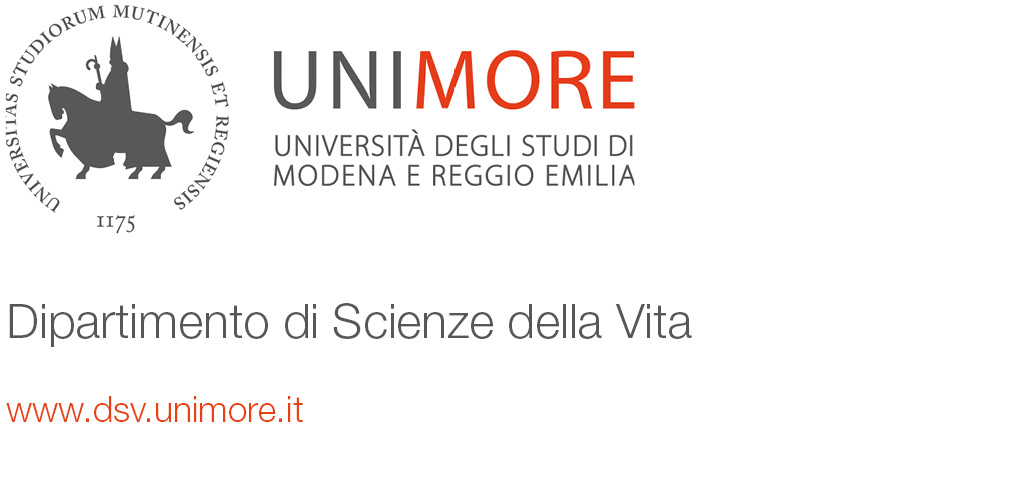 UNIVERSITAS STUDIORUM MUTINENSIS ET REGIENSIS
1175
UNIMORE
UNIVERSITÀ DEGLI STUDI DI
MODENA E REGGIO EMILIA
Dipartimento di Scienze della Vita
www.dsv.unimore.it